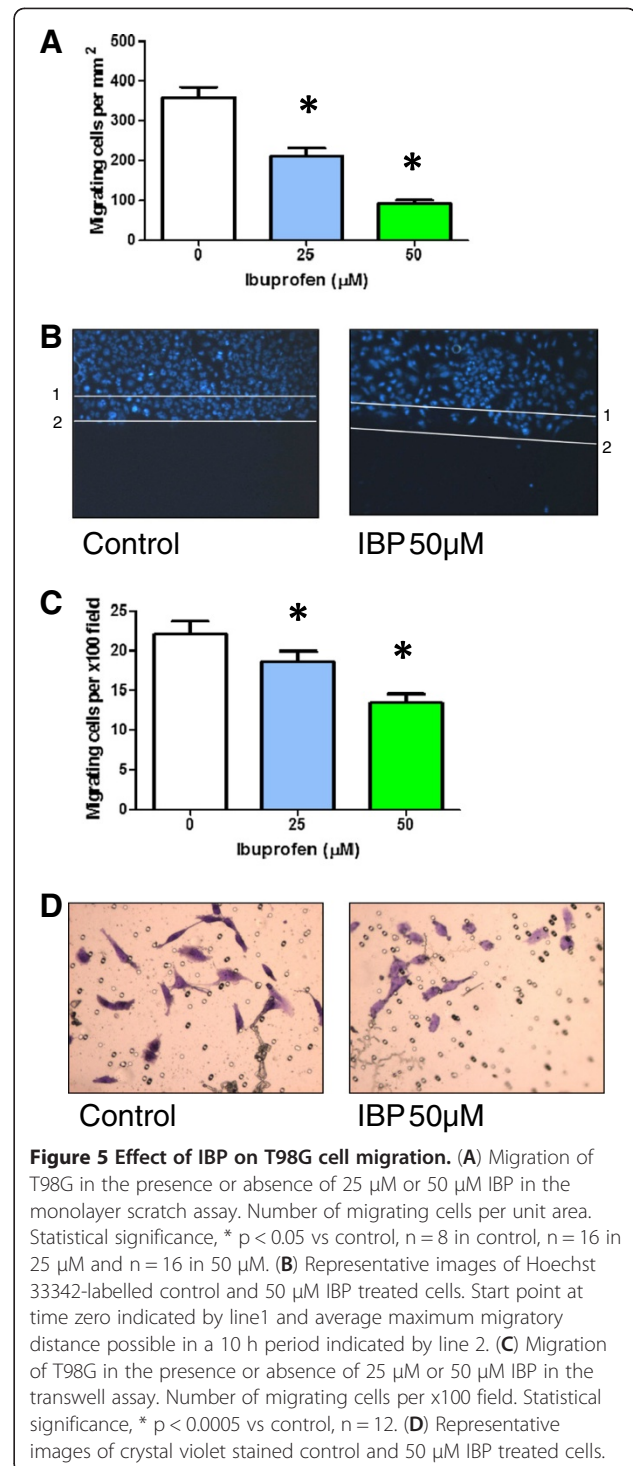 A
500
400
300
200
100
0
Migrating cells per mm²
*
*
0 25 50
Ibuprofen (μM)
B
1
2
1
2
Control IBP 50μM
C
25
20
15
10
5
0
Migrating cells per x100 field
*
*
0 25 50
Ibuprofen (μM)
D
Control IBP 50μM
Figure 5 Effect of IBP on T98G cell migration. (A) Migration of
T98G in the presence or absence of 25 μM or 50 μM IBP in the
monolayer scratch assay. Number of migrating cells per unit area.
Statistical significance, * p < 0.05 vs control, n = 8 in control, n = 16 in
25 μM and n = 16 in 50 μM. (B) Representative images of Hoechst
33342-labelled control and 50 μM IBP treated cells. Start point at
time zero indicated by line1 and average maximum migratory
distance possible in a 10 h period indicated by line 2. (C) Migration
of T98G in the presence or absence of 25 μM or 50 μM IBP in the
transwell assay. Number of migrating cells per x100 field. Statistical
significance, * p < 0.0005 vs control, n = 12. (D) Representative
images of crystal violet stained control and 50 μM IBP treated cells.